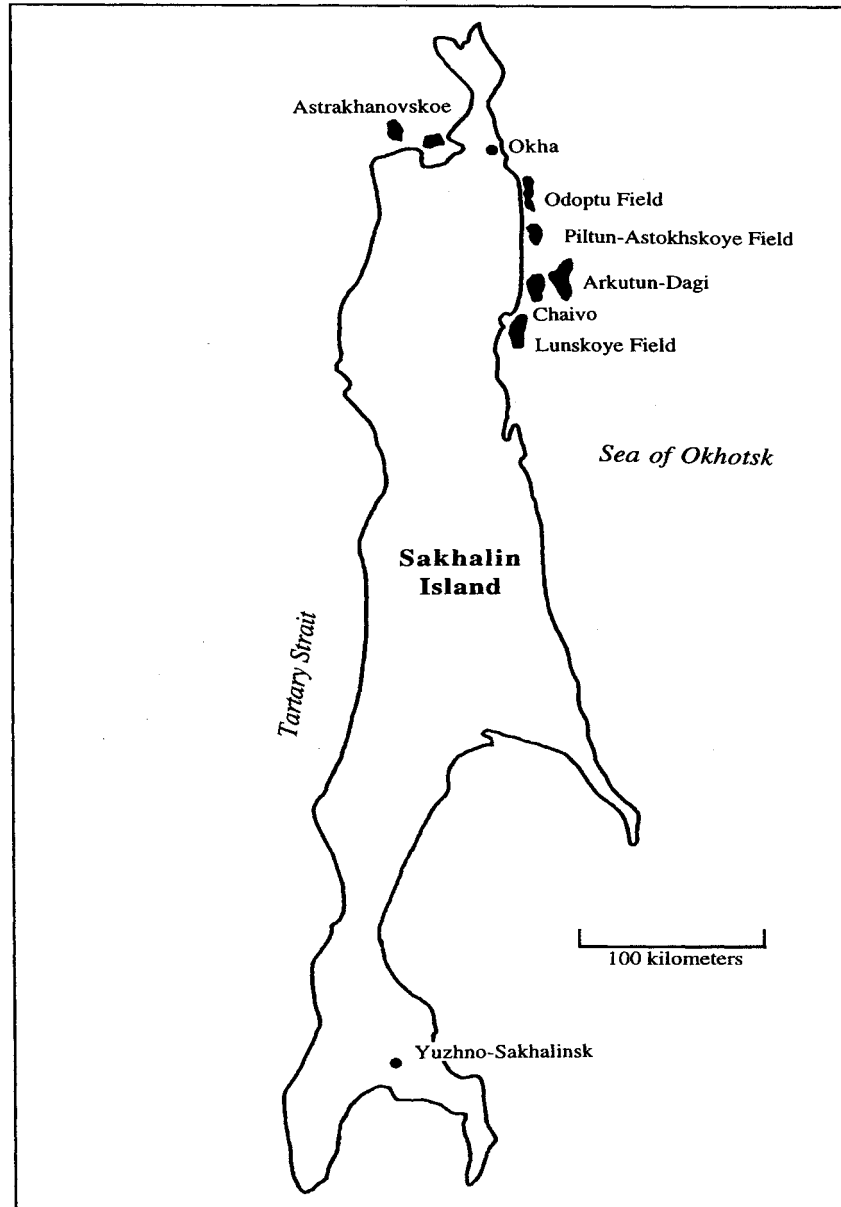 Astrakhanovskoe
Okha
Odoptu Field
Piltun-Astokhskoye Field
Arkutun-Dagi
Chaivo
Lunskoye Field
Sea of Okhotsk
Sakhalin
Island
Tartary Strait
100 kilometers
Yuzhno-Sakhalinsk